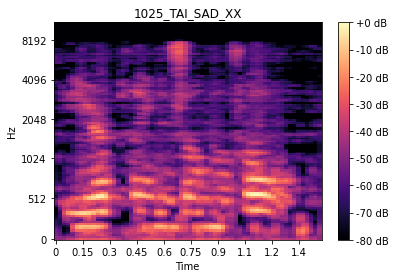 1025_TAI_SAD_XX
Hz
8192
4096
2048
1024
512
0
0 0.15 0.3 0.45 0.6 0.75 0.9 1.1 1.2 1.4
Time
+0 dB
-10 dB
-20 dB
-30 dB
-40 dB
-50 dB
-60 dB
-70 dB
-80 dB